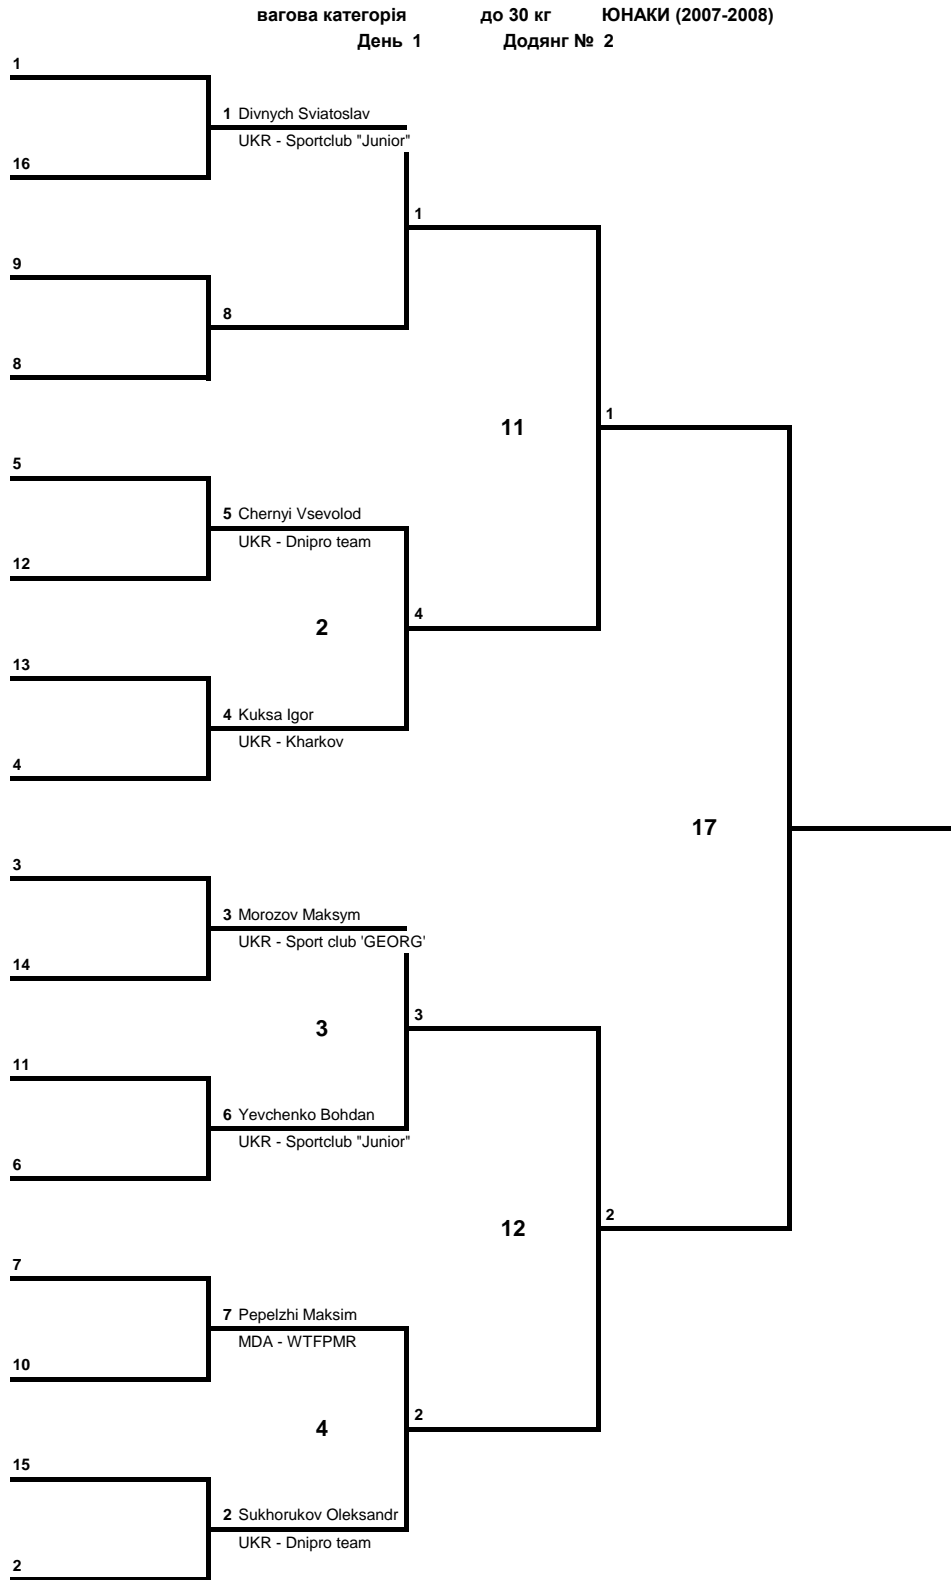 вагова категорія до 30 кг ЮНАКИ (2007-2008)
День 1 Додянг № 2
1
1 Divnych Sviatoslav
UKR - Sportclub "Junior"
16
1
9
8
8
11
1
5
5 Chernyi Vsevolod
UKR - Dnipro team
12
2
4
13
4 Kuksa Igor
UKR - Kharkov
4
17
3
3 Morozov Maksym
UKR - Sport club 'GEORG'
14
3
3
11
6 Yevchenko Bohdan
UKR - Sportclub "Junior"
6
12
2
7
7 Pepelzhi Maksim
MDA - WTFPMR
10
4
2
15
2 Sukhorukov Oleksandr
UKR - Dnipro team
2